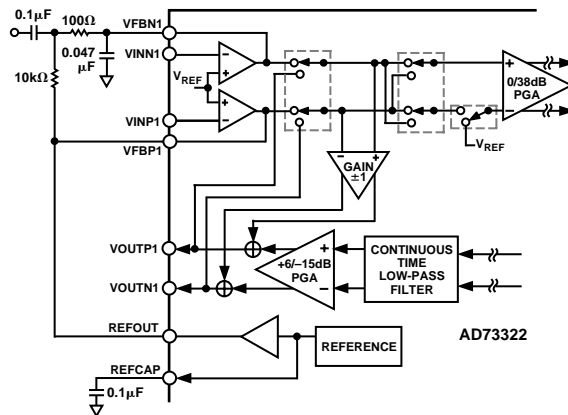 0.1µF
100Ω
VFBN1
VINN1
0.047
µF
10kΩ
VREF
VINP1
VFBP1
0/38dB
PGA
VREF
GAIN
±1
VOUTP1
VOUTN1
+6/–15dB
PGA
CONTINUOUS
TIME
LOW-PASS
FILTER
REFOUT
AD73322
REFERENCE
REFCAP
0.1µF